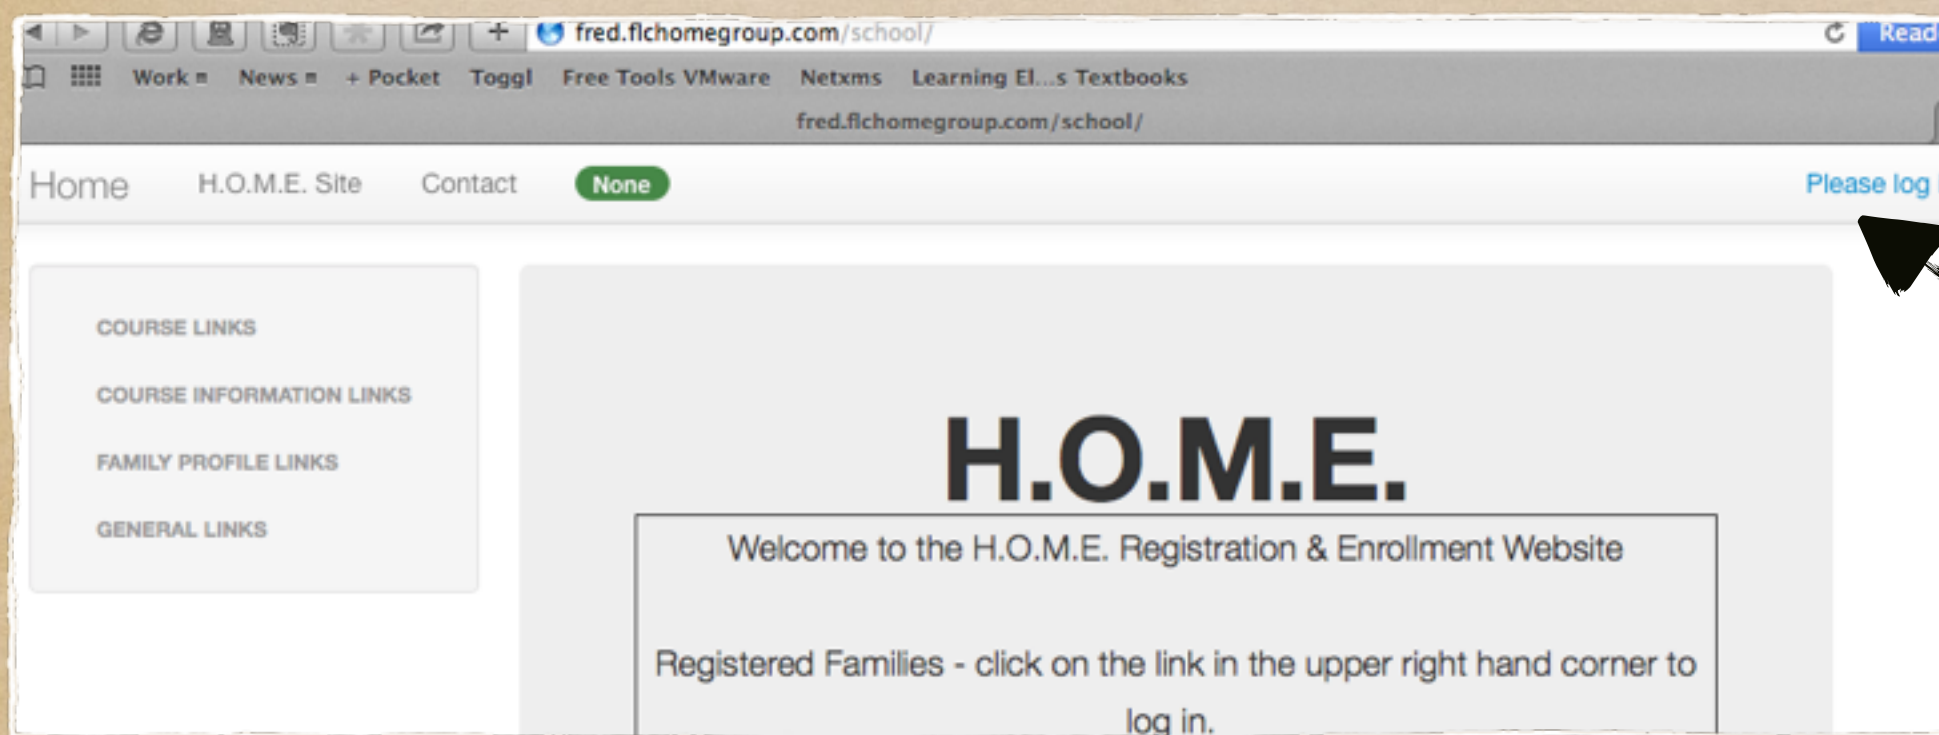 fred.flchomegroup.com/school/
Read
Work News + Pocket Toggl Free Tools VMware Netxms Learning El...s Textbooks
fred.flchomegroup.com/school/
Home H.O.M.E. Site Contact None Please log
COURSE LINKS
COURSE INFORMATION LINKS
FAMILY PROFILE LINKS
GENERAL LINKS
H.O.M.E.
Welcome to the H.O.M.E. Registration & Enrollment Website
Registered Families - click on the link in the upper right hand corner to
log in.